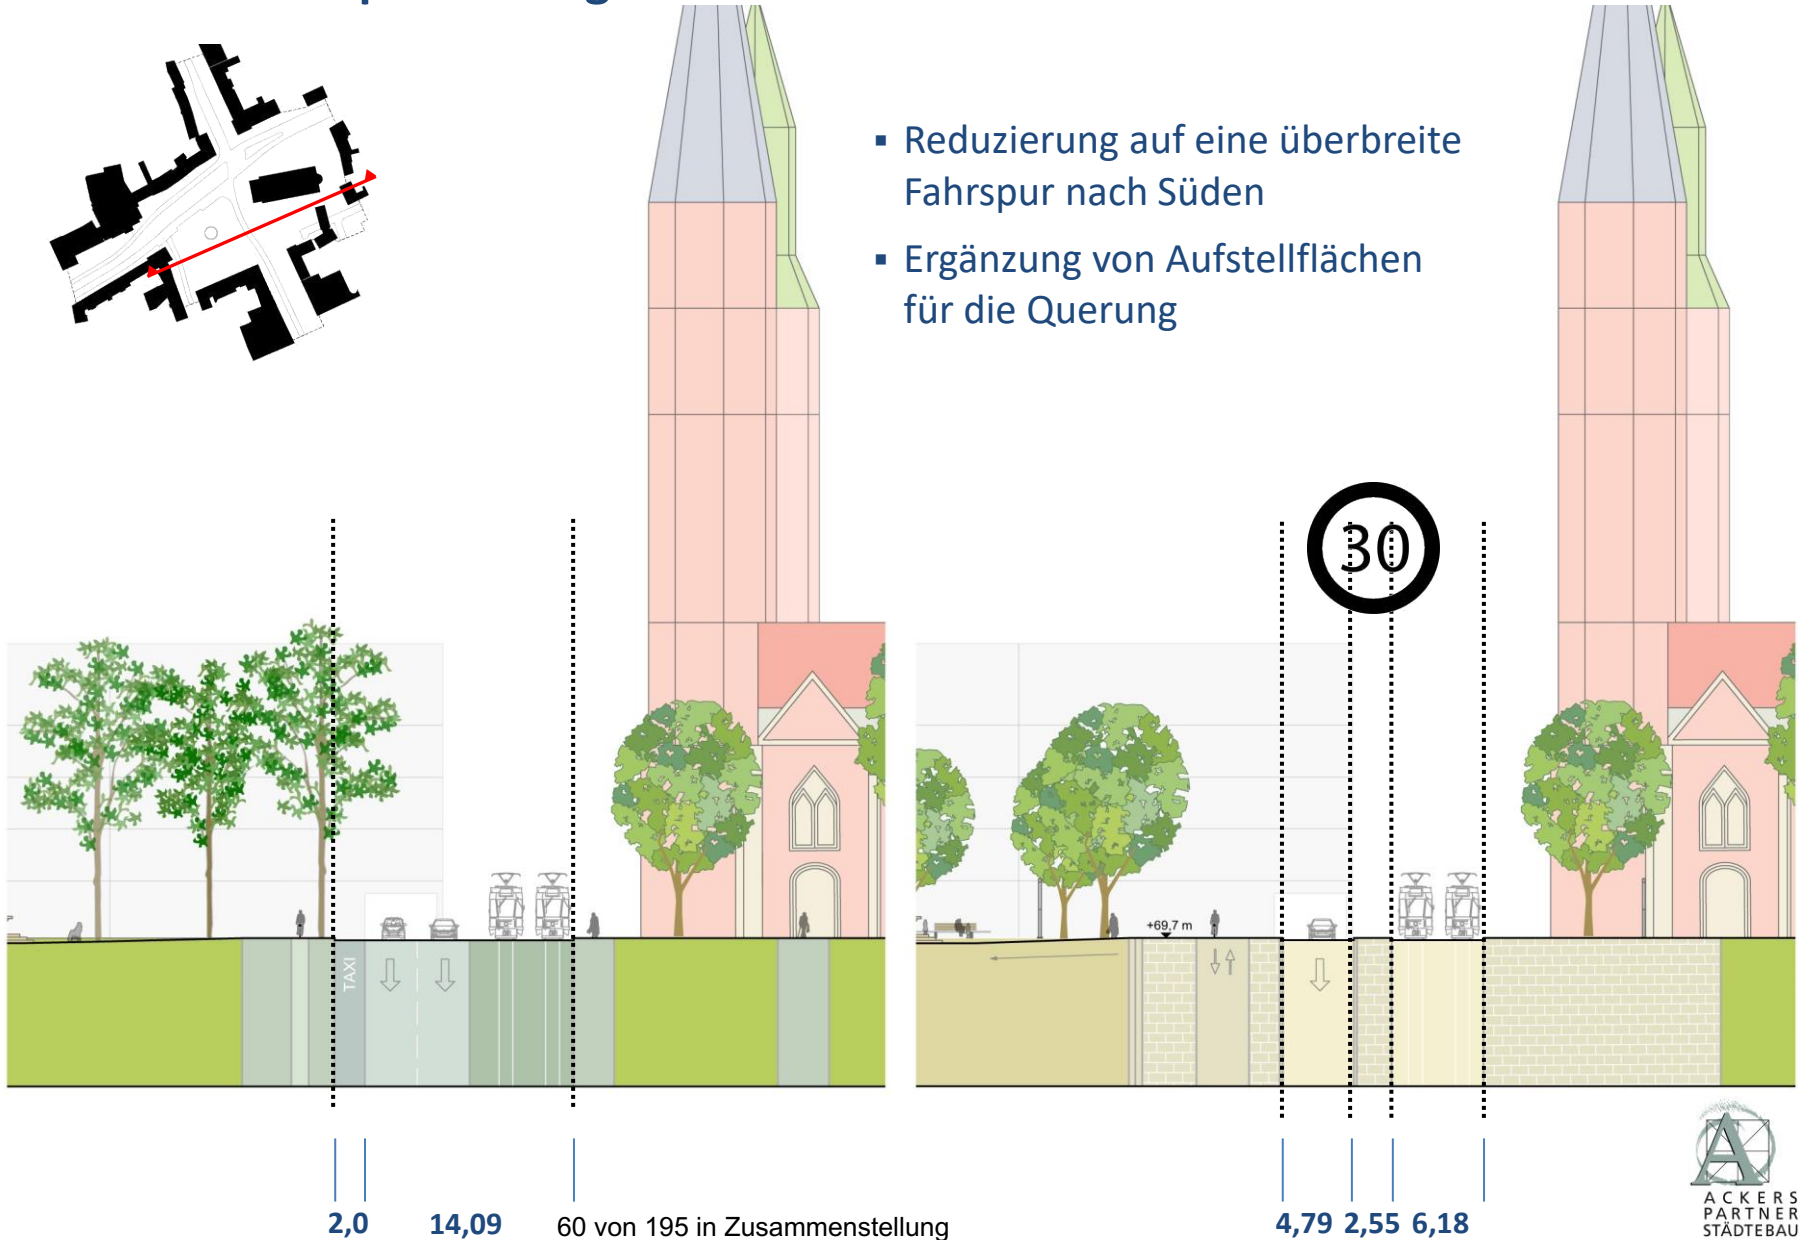 ▪ Reduzierung auf eine überbreite
Fahrspur nach Süden
▪ Ergänzung von Aufstellflächen
für die Querung
30
+69,7 m
TAXI
2,0
14,09
60 von 195 in Zusammenstellung
4,79
2,55
6,18
ACKERS
PARTNER
STÄDTEBAU